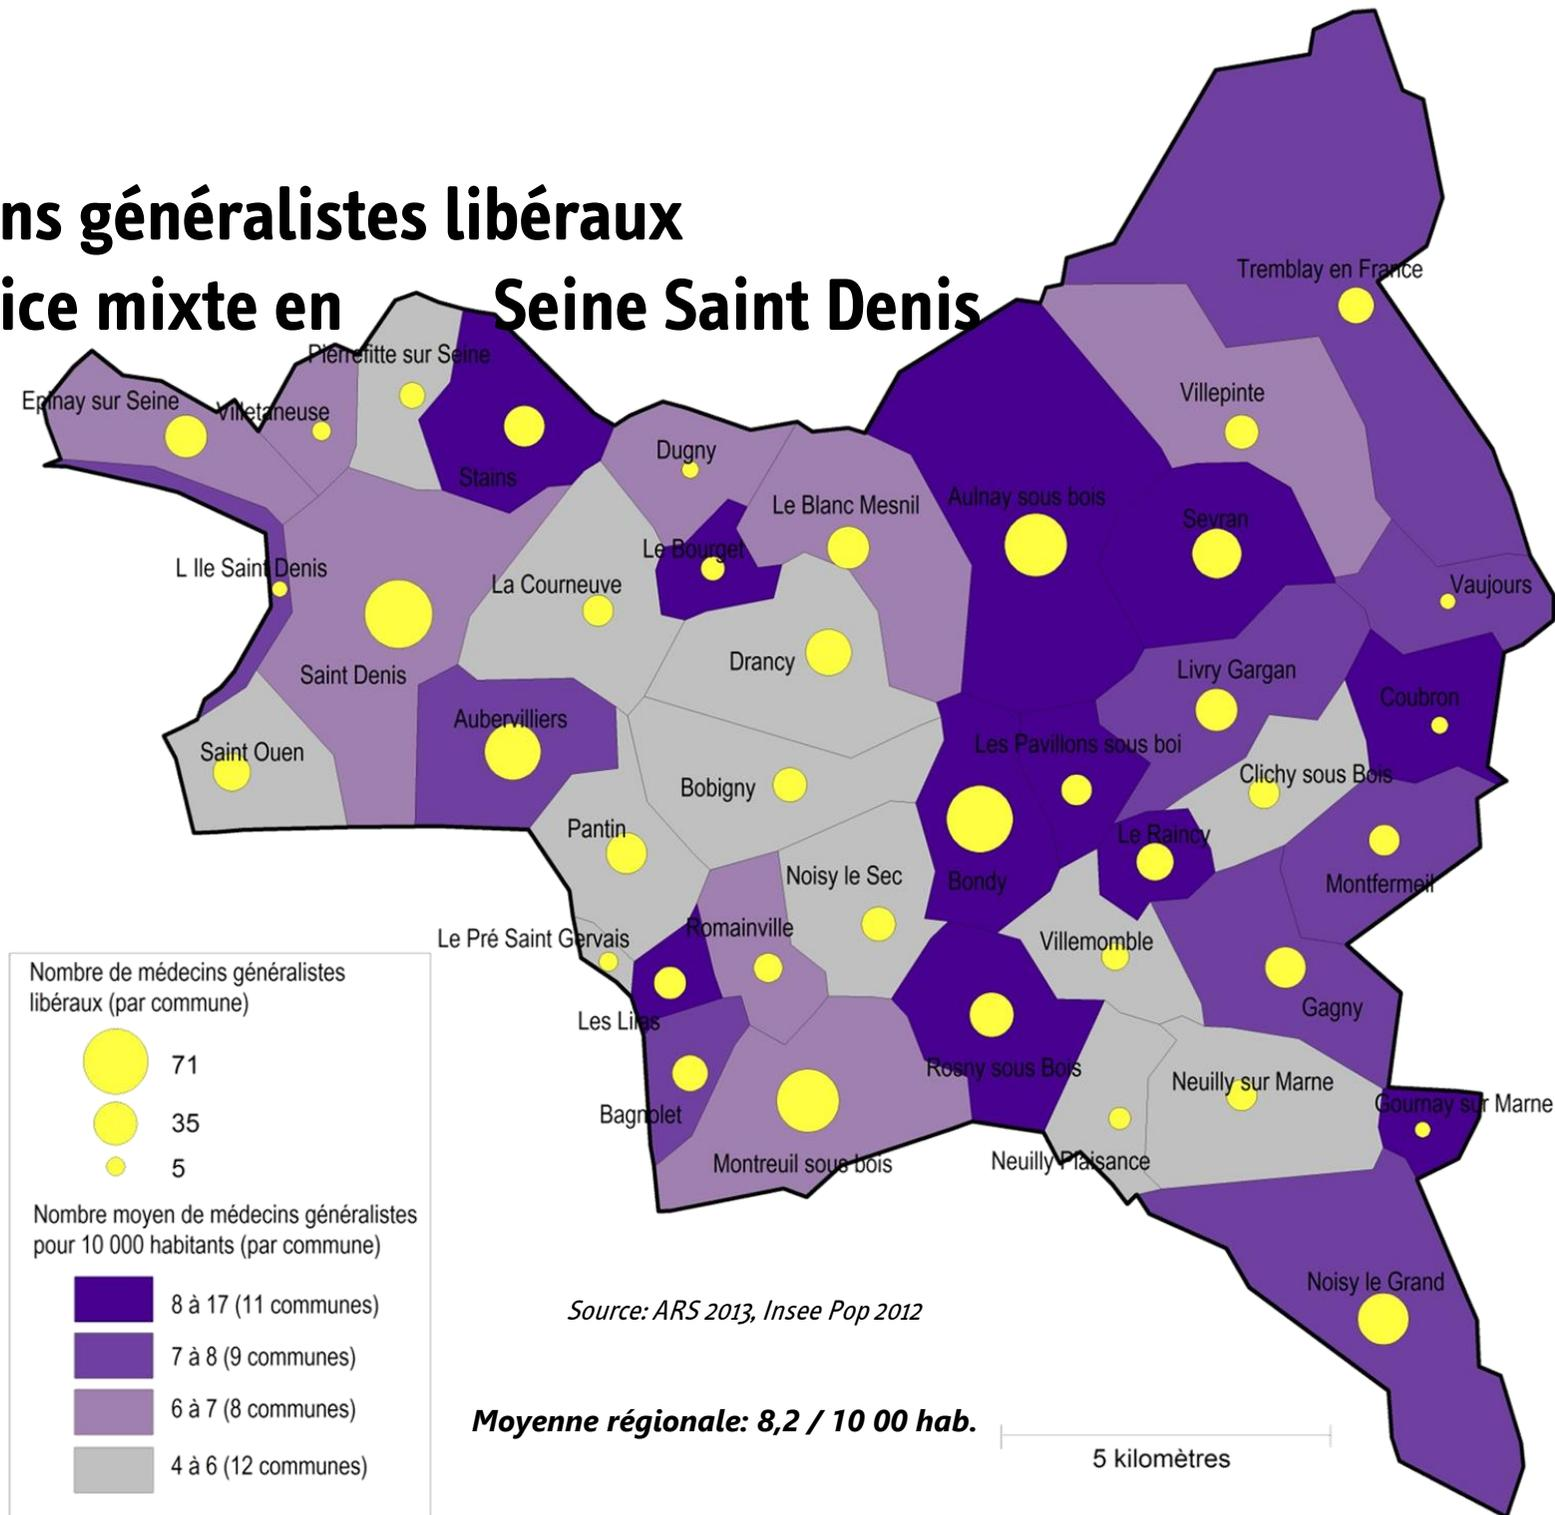 ns généralistes libéraux
ice mixte en Seine Saint Denis
Tremblay en France
Pierrefitte sur Seine
Villepinte
Epinay sur Seine
Villetaneuse
Dugny
Stains
Le Blanc Mesnil
Aulnay sous bois
Sevran
Le Bourget
L Ile Saint Denis
La Courneuve
Vaujours
Drancy
Saint Denis
Livry Gargan
Coubron
Aubervilliers
Saint Ouen
Les Pavillons sous boi
Clichy sous Bois
Bobigny
Pantin
Le Raincy
Noisy le Sec
Bondy
Montfermeil
Romainville
Le Pré Saint Gervais
Villemomble
Gagny
Les Lilas
Rosny sous Bois
Neuilly sur Marne
Gournay sur Marne
Bagnolet
Montreuil sous bois
Neuilly Plaisance
Noisy le Grand
Nombre de médecins généralistes
libéraux (par commune)
71
35
5
Nombre moyen de médecins généralistes
pour 10 000 habitants (par commune)
8 à 17 (11 communes)
7 à 8 (9 communes)
6 à 7 (8 communes)
4 à 6 (12 communes)
Source: ARS 2013, Insee Pop 2012
Moyenne régionale: 8,2 / 10 00 hab.
5 kilomètres